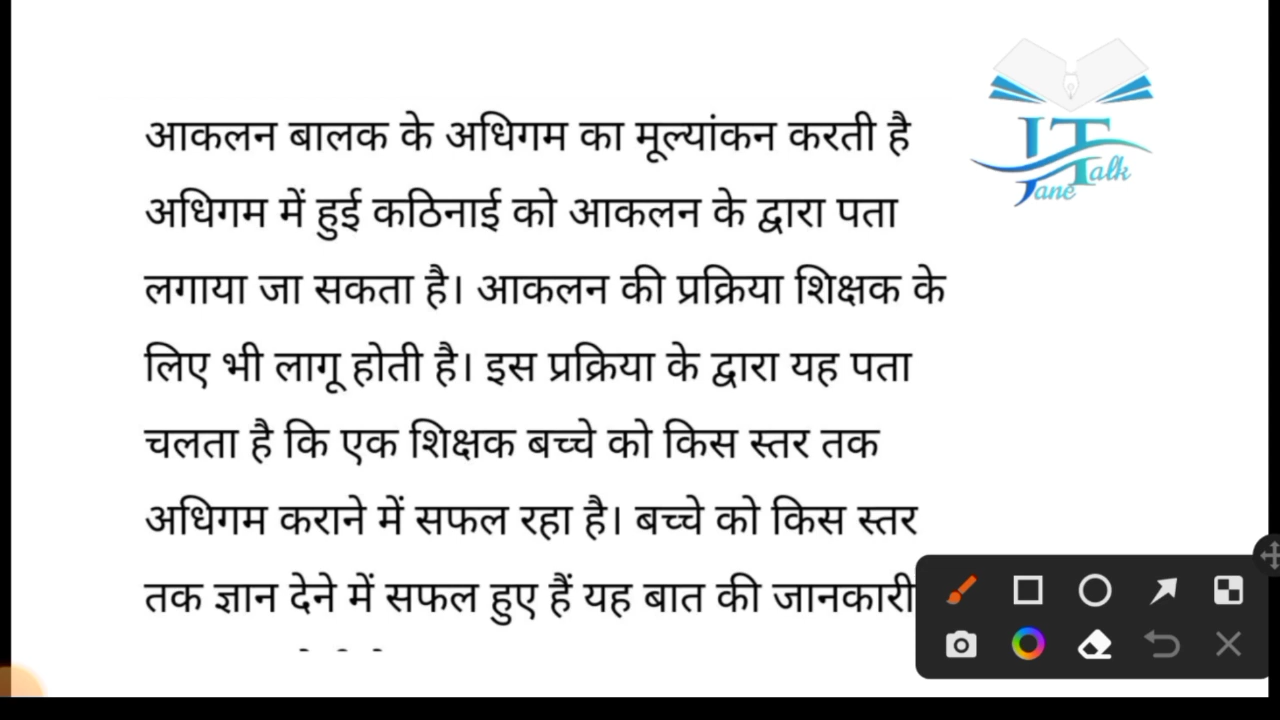 आकलन बालक के अधिगम का मूल्यांकन करती है
अधिगम में हुई कठिनाई को आकलन के द्वारा पता
लगाया जा सकता है। आकलन की प्रक्रिया शिक्षक के
लिए भी लागू होती है। इस प्रक्रिया के द्वारा यह पता
चलता है कि एक शिक्षक बच्चे को किस स्तर तक
अधिगम कराने में सफल रहा है। बच्चे को किस स्तर
तक ज्ञान देने में सफल हुए हैं यह बात की जानकारी
JT
Jane Talk